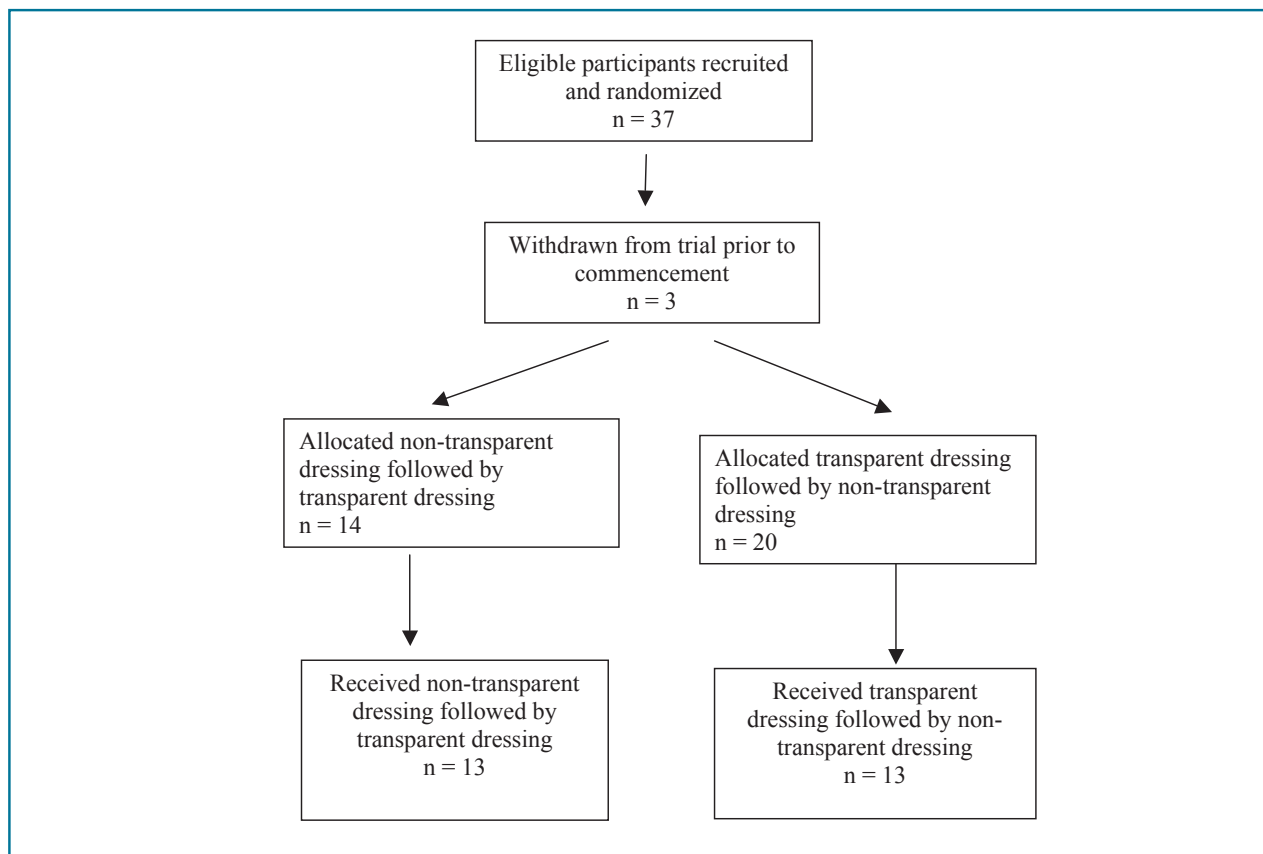 Eligible participants recruited
and randomized
n = 37
Withdrawn from trial prior to
commencement
n = 3
Allocated non-transparent
dressing followed by
transparent dressing
n = 14
Allocated transparent dressing
followed by non-transparent
dressing
n = 20
Received non-transparent
dressing followed by
transparent dressing
n = 13
Received transparent
dressing followed by non-
transparent dressing
n = 13